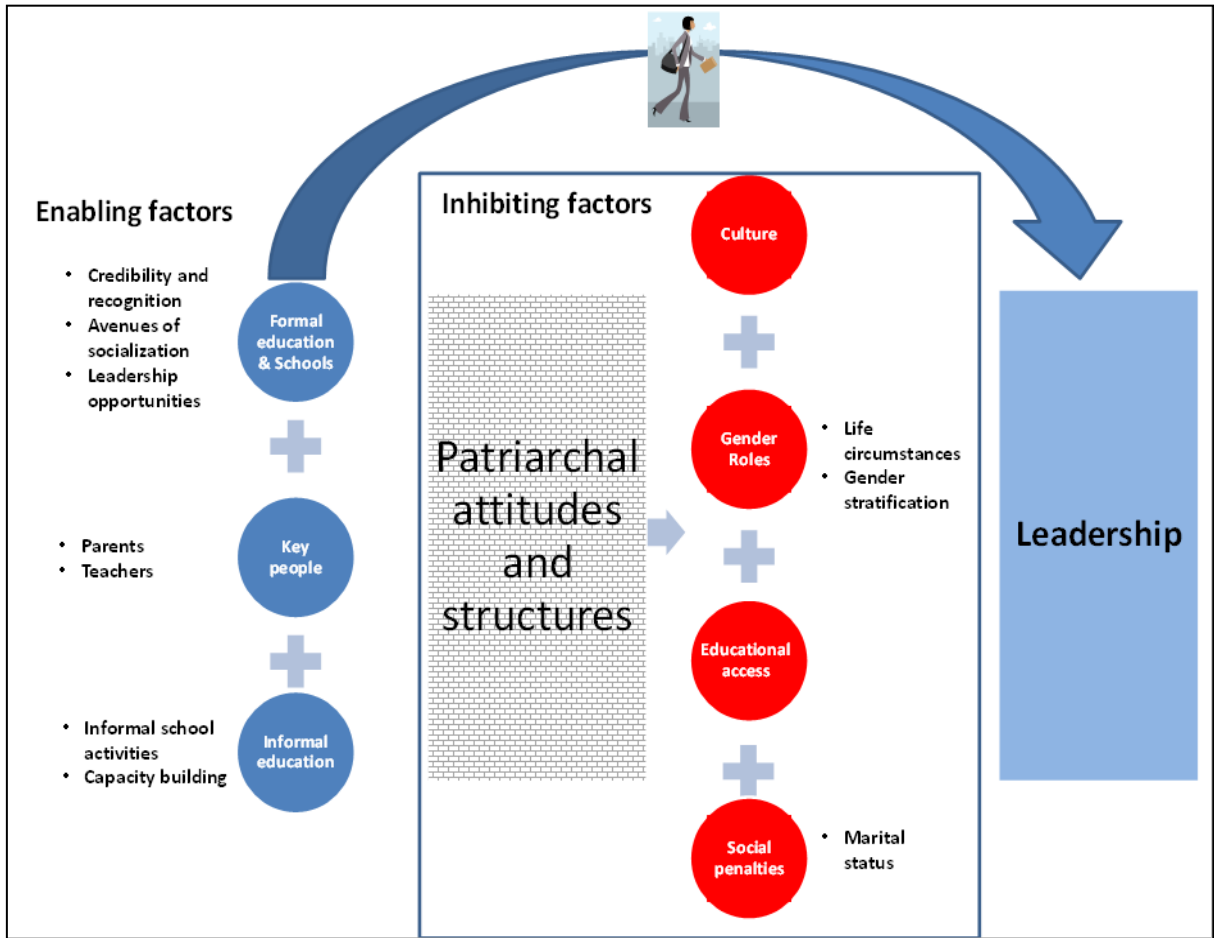 Enabling factors
• Credibility and
recognition
• Avenues of
socialization
• Leadership
opportunities
Formal
education
& Schools
• Parents
• Teachers
Key
people
• Informal school
activities
• Capacity building
Informal
education
Inhibiting factors
Patriarchal
attitudes
and
structures
Culture
Gender
Roles
• Life
circumstances
• Gender
stratification
Educational
access
Social
penalties
• Marital
status
Leadership